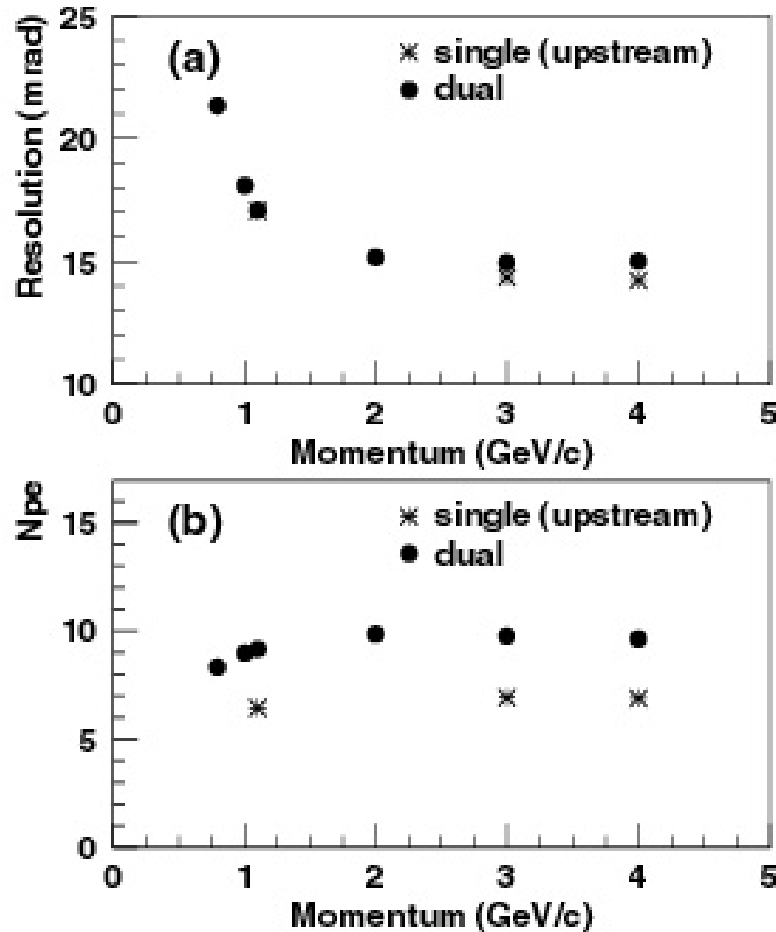 25
20
15
10
Resolution (mrad)
(a)
single (upstream)
dual
0 1 2 3 4 5
Momentum (GeV/c)
15
10
5
0
Npe
(b)
single (upstream)
dual
0 1 2 3 4 5
Momentum (GeV/c)